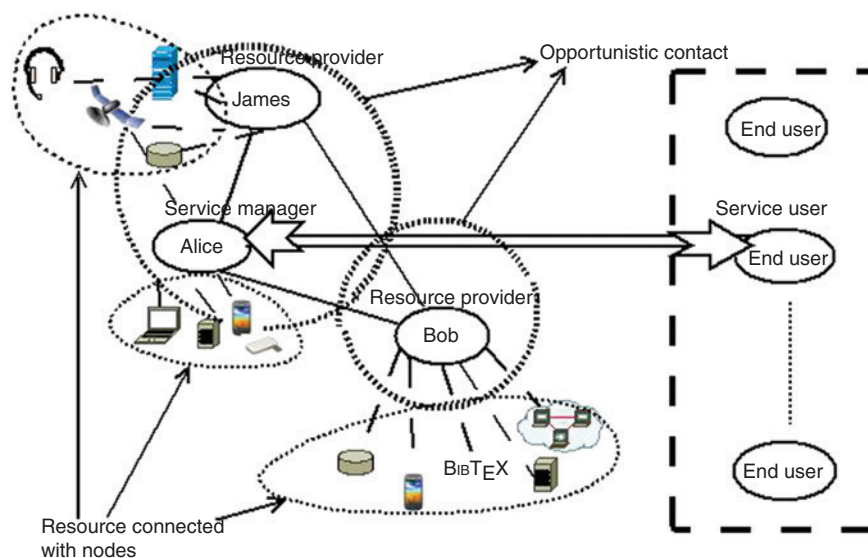 Resource provider
James
Opportunistic contact
End user
Service manager
Alice
Service user
End user
Resource provider
Bob
BIBTEX
End user
Resource connected
with nodes